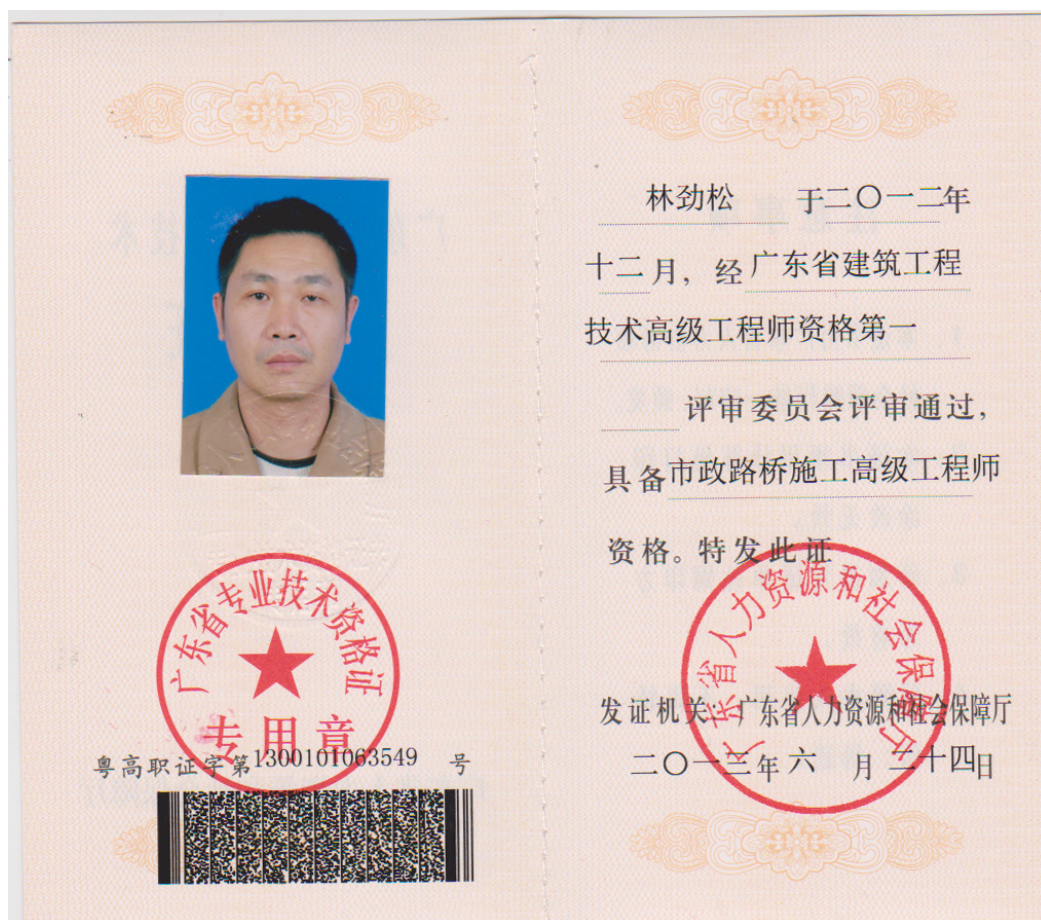 广东省专业技术资格证
专用章
粤高职证字第1300101063549号
林劲松 于二〇一二年
十二月，经广东省建筑工程
技术高级工程师资格第一
评审委员会评审通过，
具备市政路桥施工高级工程师
资格。特发此证
广东省人力资源和社会保障厅
发证机关 广东省人力资源和社会保障厅
二〇一三年六月二十四日